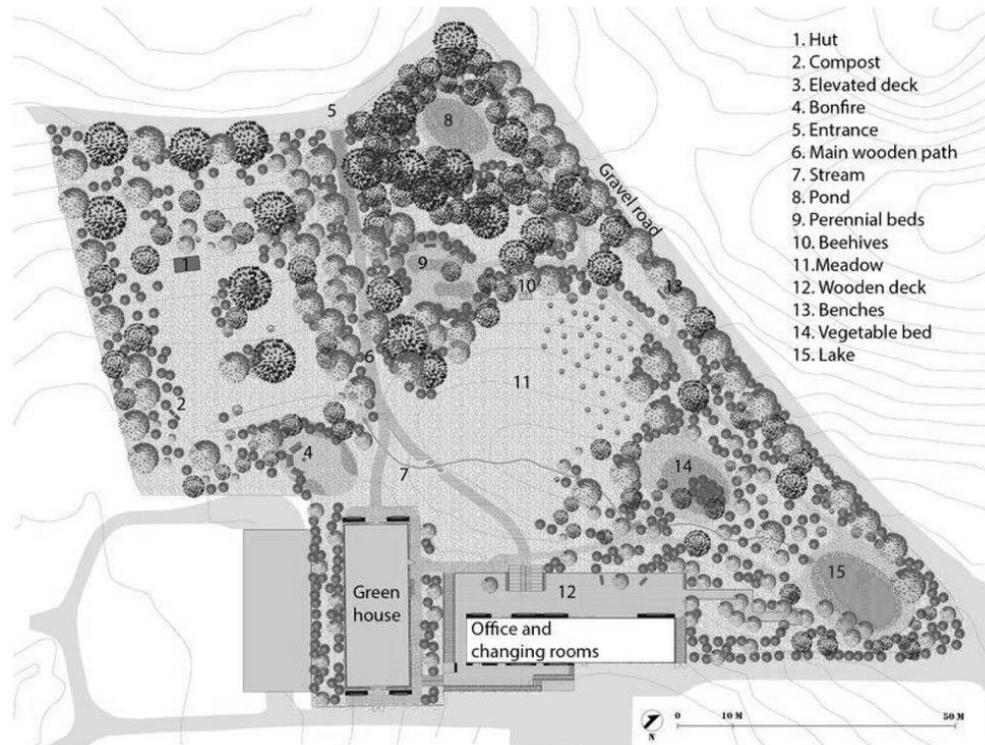 1. Hut
2. Compost
3. Elevated deck
4. Bonfire
5. Entrance
6. Main wooden path
7. Stream
8. Pond
9. Perennial beds
10. Beehives
11.Meadow
12. Wooden deck
13. Benches
14. Vegetable bed
15. Lake
5
8
Gravel road
1
9
10
13
6
11
2
4
7
14
15
12
Green
house
Office and
changing rooms
N
0 10 M 50 M